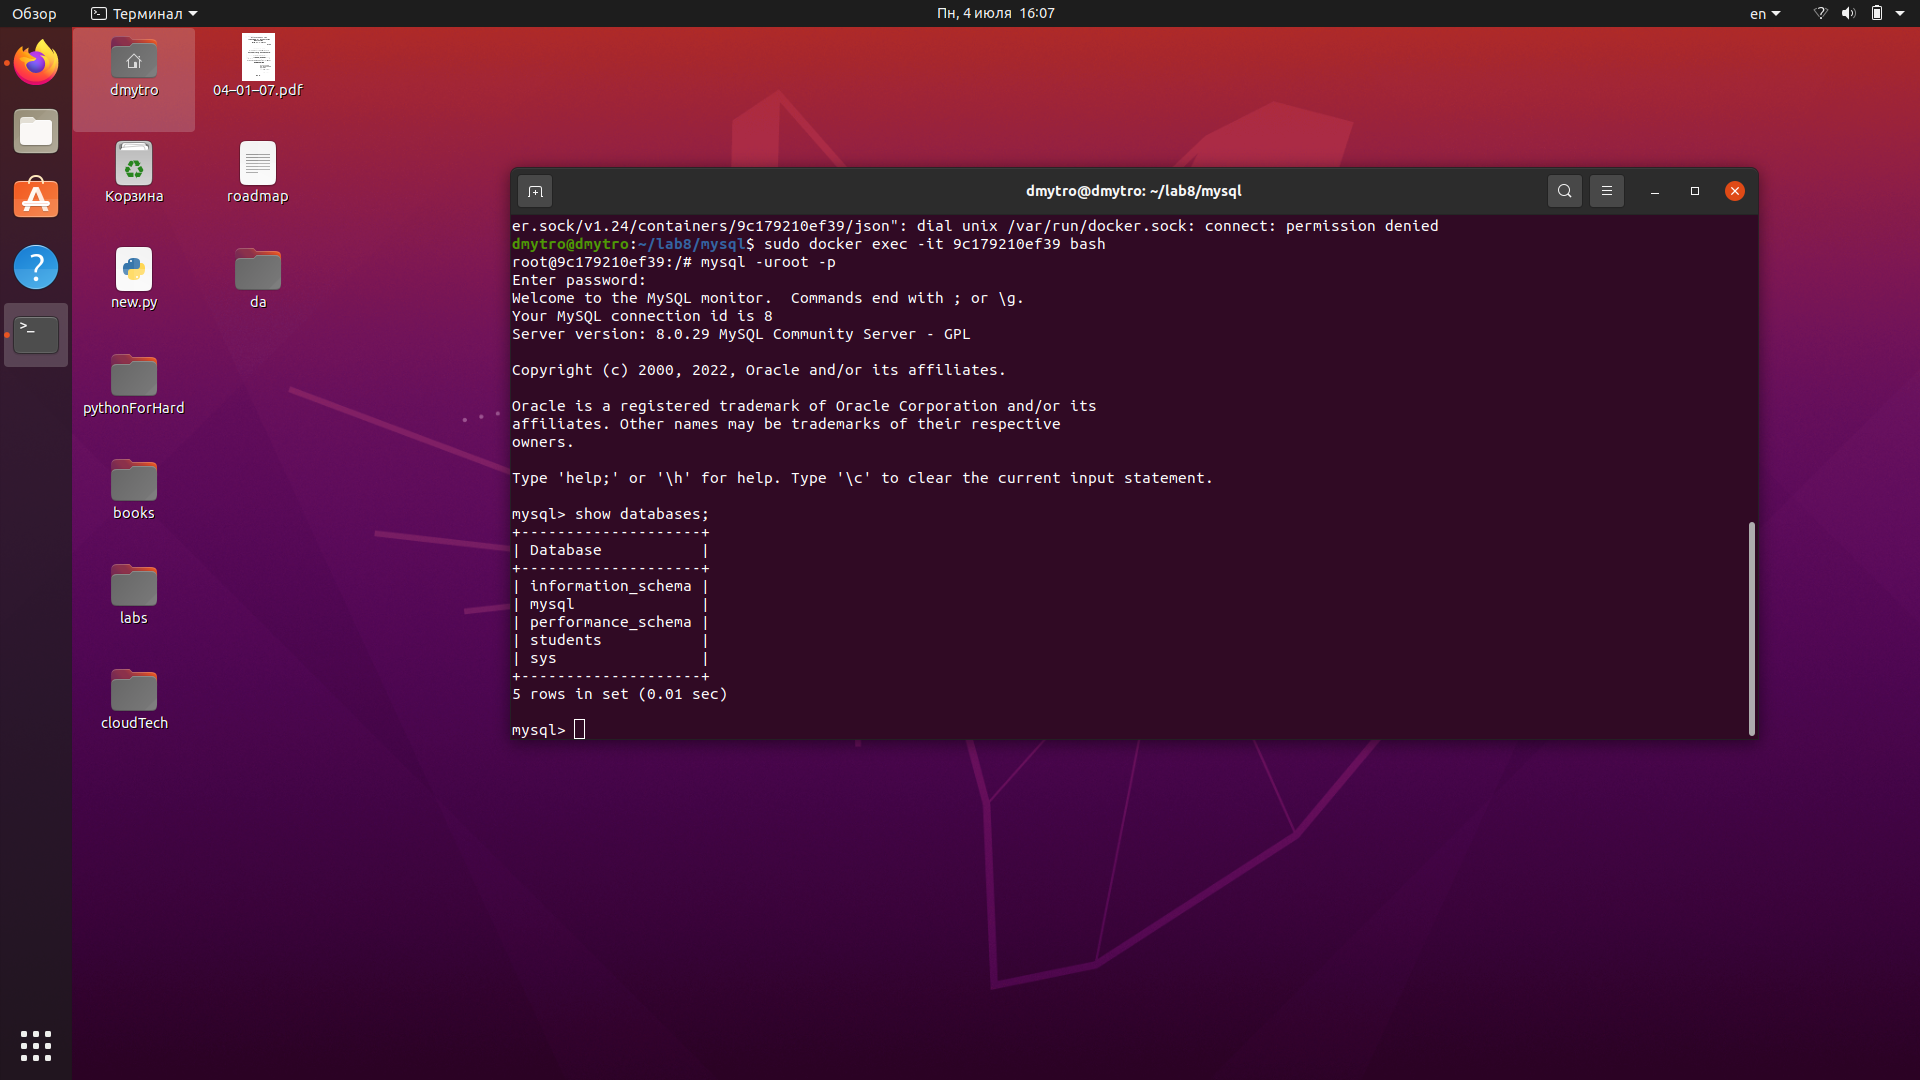 Обзор
Терминал
Пн, 4 июля 16:07
en
dmytro
04-01-07.pdf
Корзина
roadmap
new.py
da
pythonForHard
books
labs
cloudTech
dmytro@dmytro: ~/lab8/mysql
er.sock/v1.24/containers/9c179210ef39/json": dial unix /var/run/docker.sock: connect: permission denied
dmytro@dmytro:~/lab8/mysql$ sudo docker exec -it 9c179210ef39 bash
root@9c179210ef39:/# mysql -uroot -p
Enter password:
Welcome to the MySQL monitor.  Commands end with ; or \g.
Your MySQL connection id is 8
Server version: 8.0.29 MySQL Community Server - GPL
Copyright (c) 2000, 2022, Oracle and/or its affiliates.
Oracle is a registered trademark of Oracle Corporation and/or its
affiliates. Other names may be trademarks of their respective
owners.
Type 'help;' or '\h' for help. Type '\c' to clear the current input statement.
mysql> show databases;
+--------------------+
| Database           |
+--------------------+
| information_schema |
| mysql              |
| performance_schema |
| students           |
| sys                |
+--------------------+
5 rows in set (0.01 sec)
mysql>